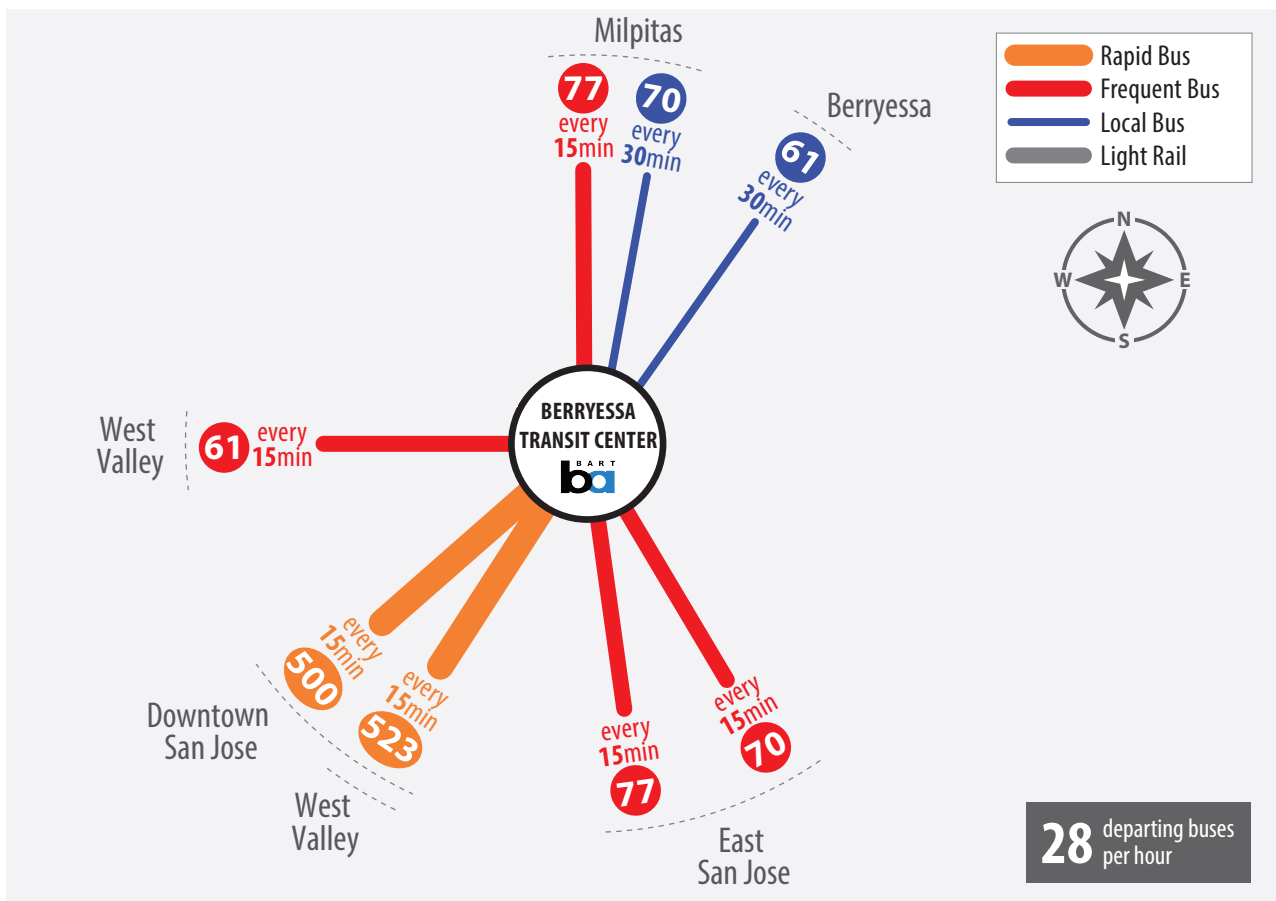 Milpitas
77
every
15min
70
every
30min
Berryessa
61
every
30min
Rapid Bus
Frequent Bus
Local Bus
Light Rail
N
W
E
S
BERRYESSA
TRANSIT CENTER
BART
ba
West
Valley
61
every
15min
every
15min
500
every
15min
523
Downtown
San Jose
West
Valley
every
15min
77
every
15min
70
East
San Jose
28
departing buses
per hour